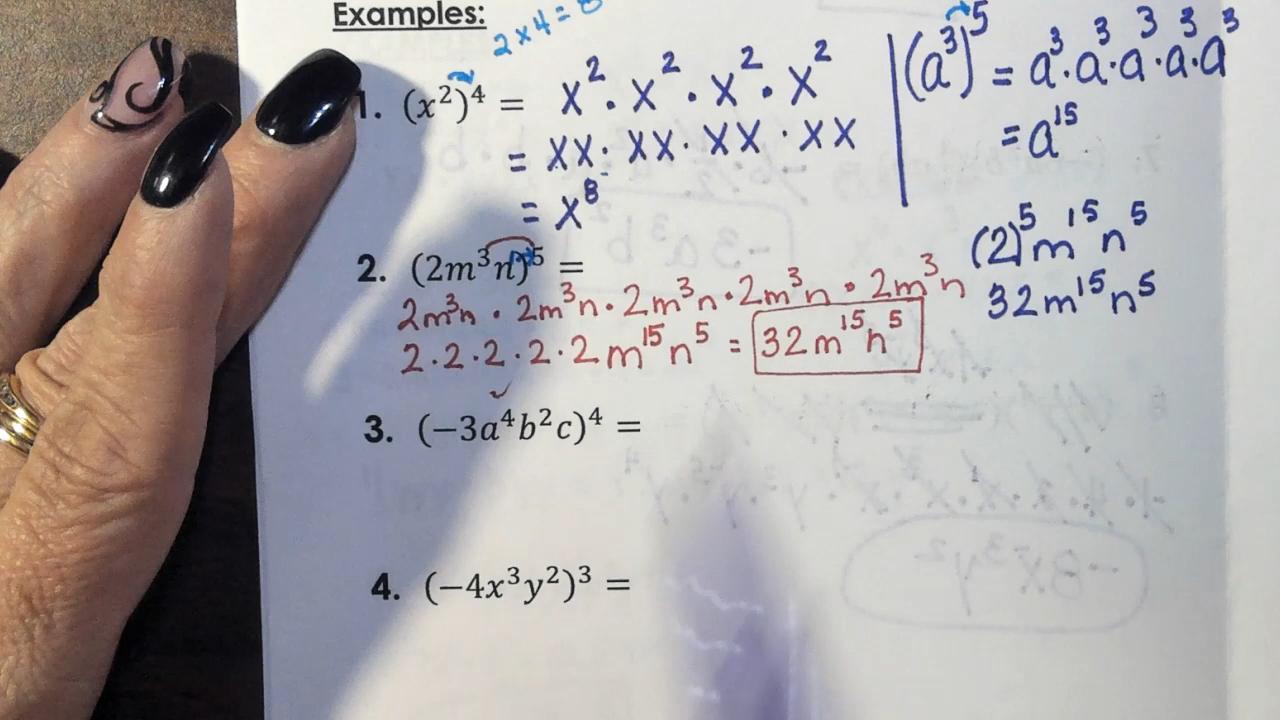 Examples:
2 x 4 = 8
1. (x²)⁴ = x² · x² · x² · x²
= xx · xx · xx · xx
= x⁸
(a³)⁵ = a³ · a³ · a³ · a³ · a³
= a¹⁵
2. (2m³n)⁵ =
2m³n · 2m³n · 2m³n · 2m³n · 2m³n
2 · 2 · 2 · 2 · 2 m¹⁵n⁵ = 32m¹⁵n⁵
(2)⁵m¹⁵n⁵
32m¹⁵n⁵
3. (−3a⁴b²c)⁴ =
4. (−4x³y²)³ =